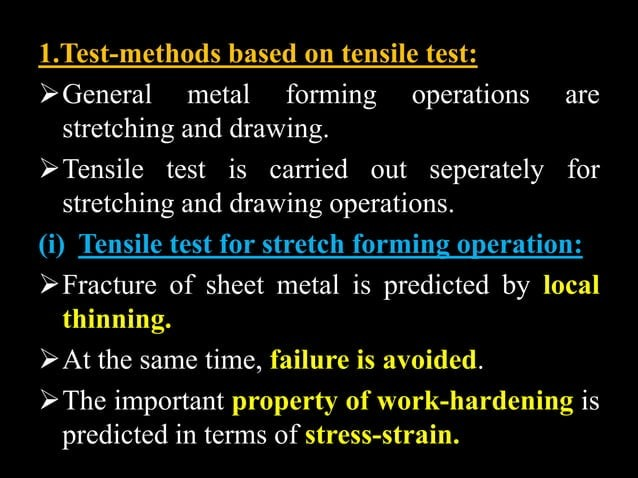 1.Test-methods based on tensile test:
➢General metal forming operations are
stretching and drawing.
➢Tensile test is carried out seperately for
stretching and drawing operations.
(i) Tensile test for stretch forming operation:
➢Fracture of sheet metal is predicted by local
thinning.
➢At the same time, failure is avoided.
➢The important property of work-hardening is
predicted in terms of stress-strain.